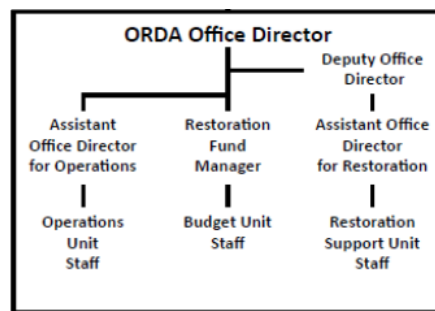 ORDA Office Director
Deputy Office
Director
Assistant
Office Director
for Operations
Restoration
Fund
Manager
Assistant Office
Director
for Restoration
Operations
Unit
Staff
Budget Unit
Staff
Restoration
Support Unit
Staff